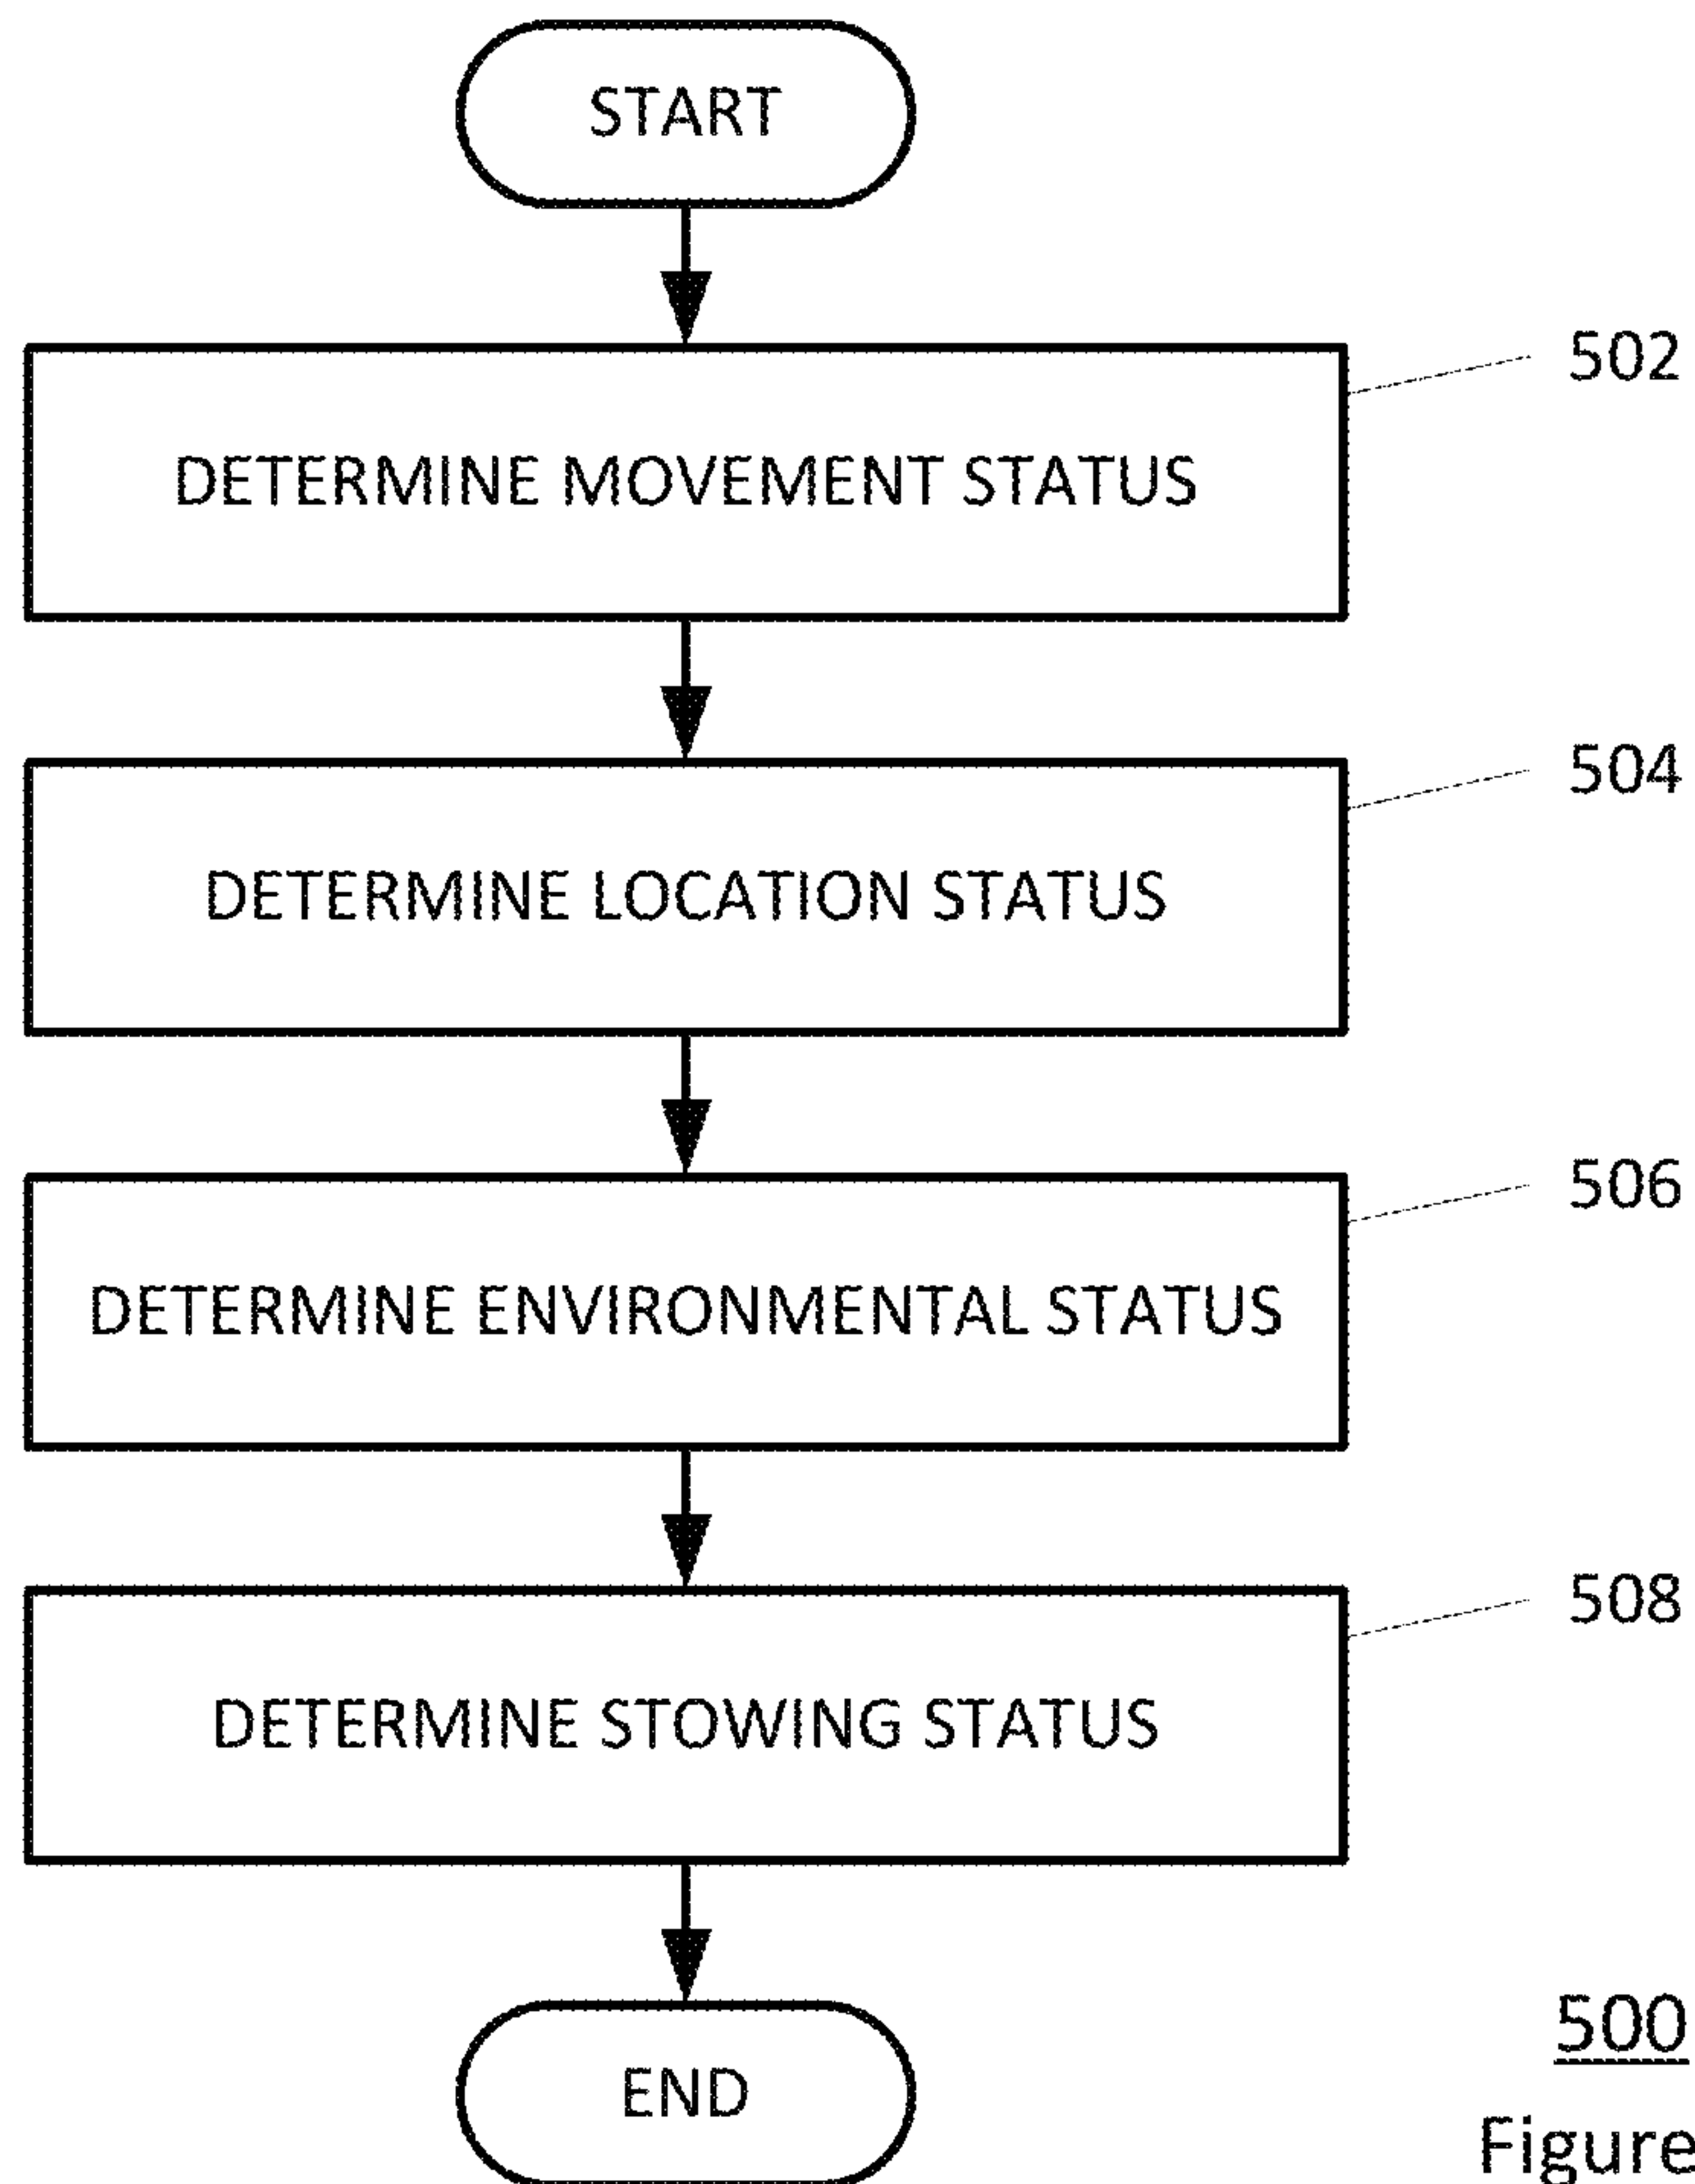 START
502
DETERMINE MOVEMENT STATUS
504
DETERMINE LOCATION STATUS
506
DETERMINE ENVIRONMENTAL STATUS
508
DETERMINE STOWING STATUS
500
END
Figure